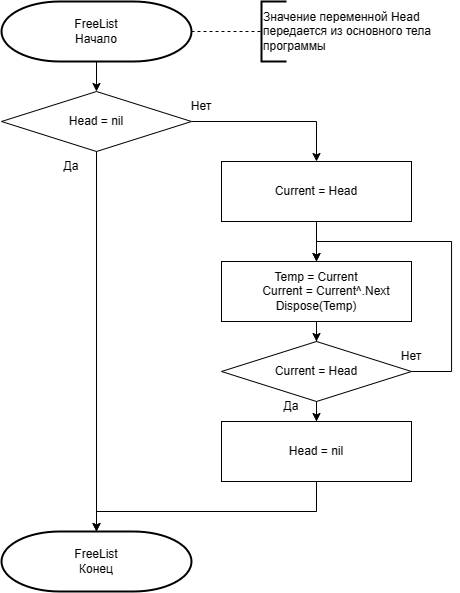 FreeList
Начало
Значение переменной Head
передается из основного тела
программы
Head = nil
Нет
Да
Current = Head
Temp = Current
Current = Current^.Next
Dispose(Temp)
Current = Head
Нет
Да
Head = nil
FreeList
Конец